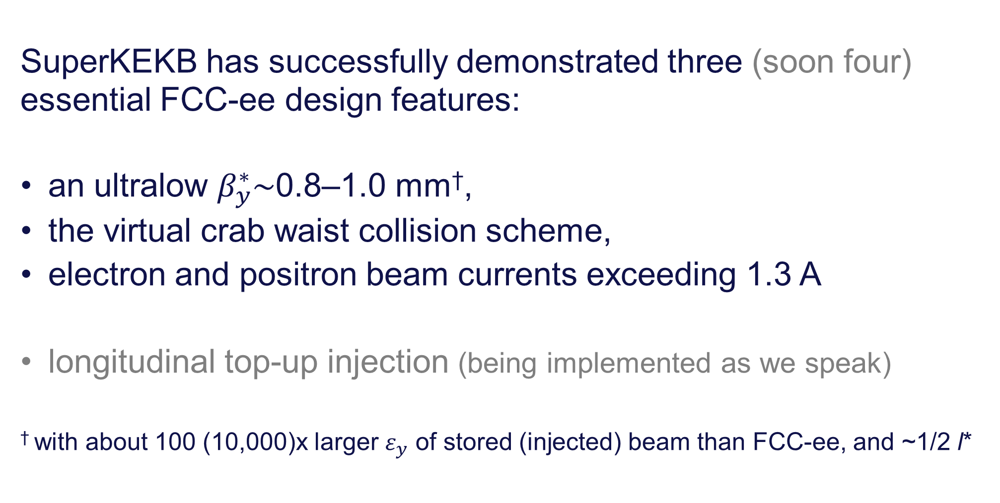 SuperKEKB has successfully demonstrated three (soon four)
essential FCC-ee design features:
• an ultralow β*y~0.8–1.0 mm†,
• the virtual crab waist collision scheme,
• electron and positron beam currents exceeding 1.3 A
• longitudinal top-up injection (being implemented as we speak)
† with about 100 (10,000)x larger εy of stored (injected) beam than FCC-ee, and ~1/2 l*